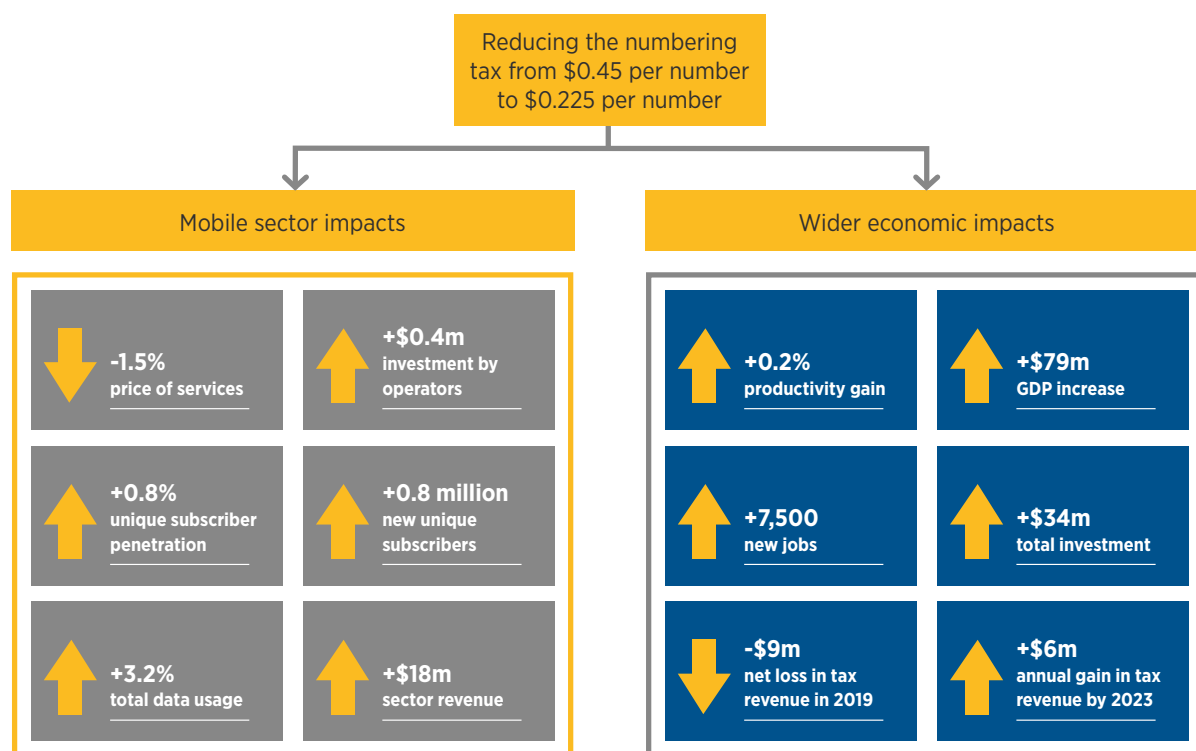 Reducing the numbering
tax from $0.45 per number
to $0.225 per number
Mobile sector impacts
-1.5%
price of services
+$0.4m
investment by
operators
+0.8%
unique subscriber
penetration
+0.8 million
new unique
subscribers
+3.2%
total data usage
+$18m
sector revenue
Wider economic impacts
+0.2%
productivity gain
+$79m
GDP increase
+7,500
new jobs
+$34m
total investment
-$9m
net loss in tax
revenue in 2019
+$6m
annual gain in tax
revenue by 2023